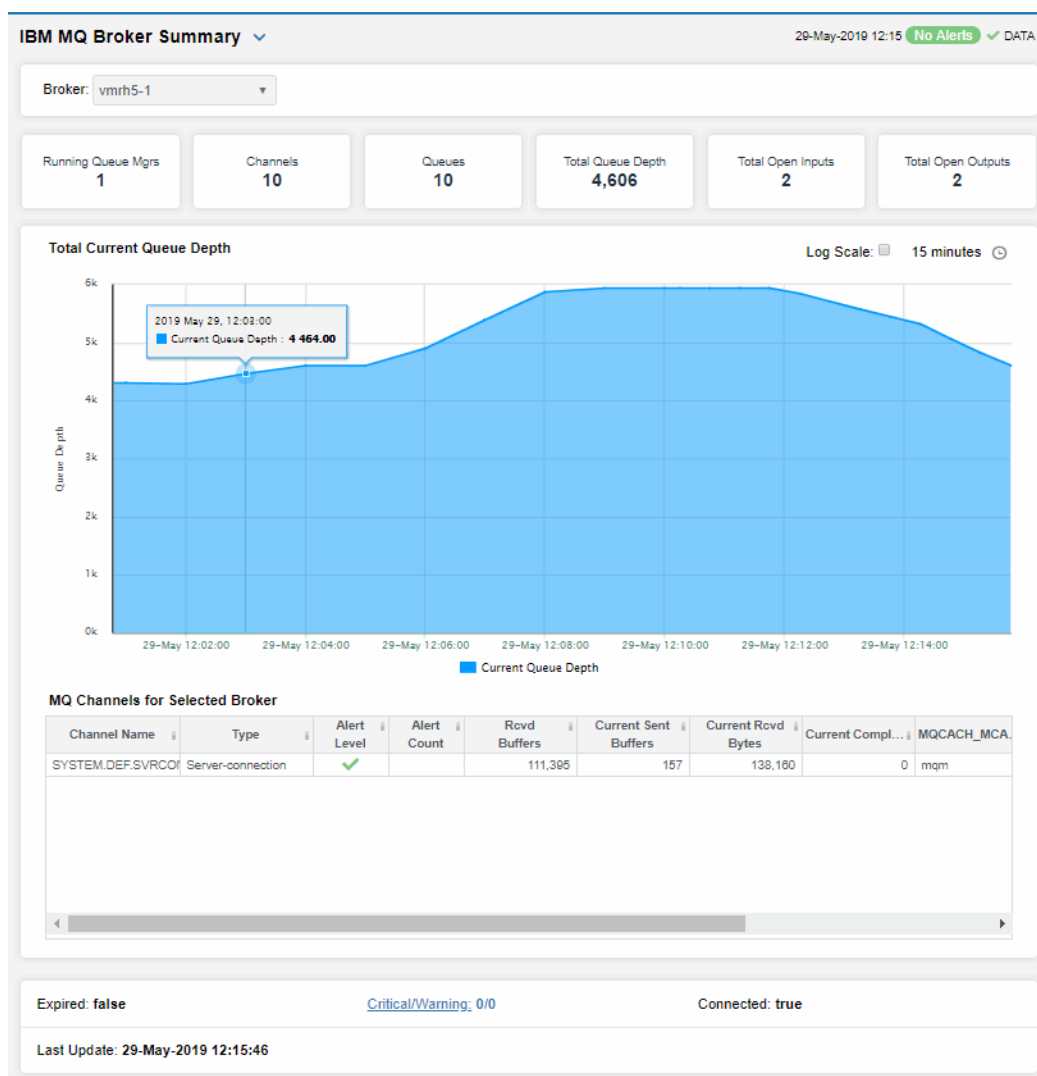 IBM MQ Broker Summary
29-May-2019 12:15 No Alerts DATA
Broker: vmrh5-1
Running Queue Mgrs
1
Channels
10
Queues
10
Total Queue Depth
4,606
Total Open Inputs
2
Total Open Outputs
2
Total Current Queue Depth
Log Scale: 15 minutes
6k
5k
4k
3k
2k
1k
0k
Queue Depth
2019 May 29, 12:03:00
Current Queue Depth : 4 464.00
29-May 12:02:00 29-May 12:04:00 29-May 12:06:00 29-May 12:08:00 29-May 12:10:00 29-May 12:12:00 29-May 12:14:00
Current Queue Depth
MQ Channels for Selected Broker
Channel Name Type Alert Level Alert Count Rcvd Buffers Current Sent Buffers Current Rcvd Bytes Current Compl... MQCACH_MCA.
SYSTEM.DEF.SVRCO Server-connection 111,395 157 138,160 0 mqm
Expired: false Critical/Warning: 0/0 Connected: true
Last Update: 29-May-2019 12:15:46